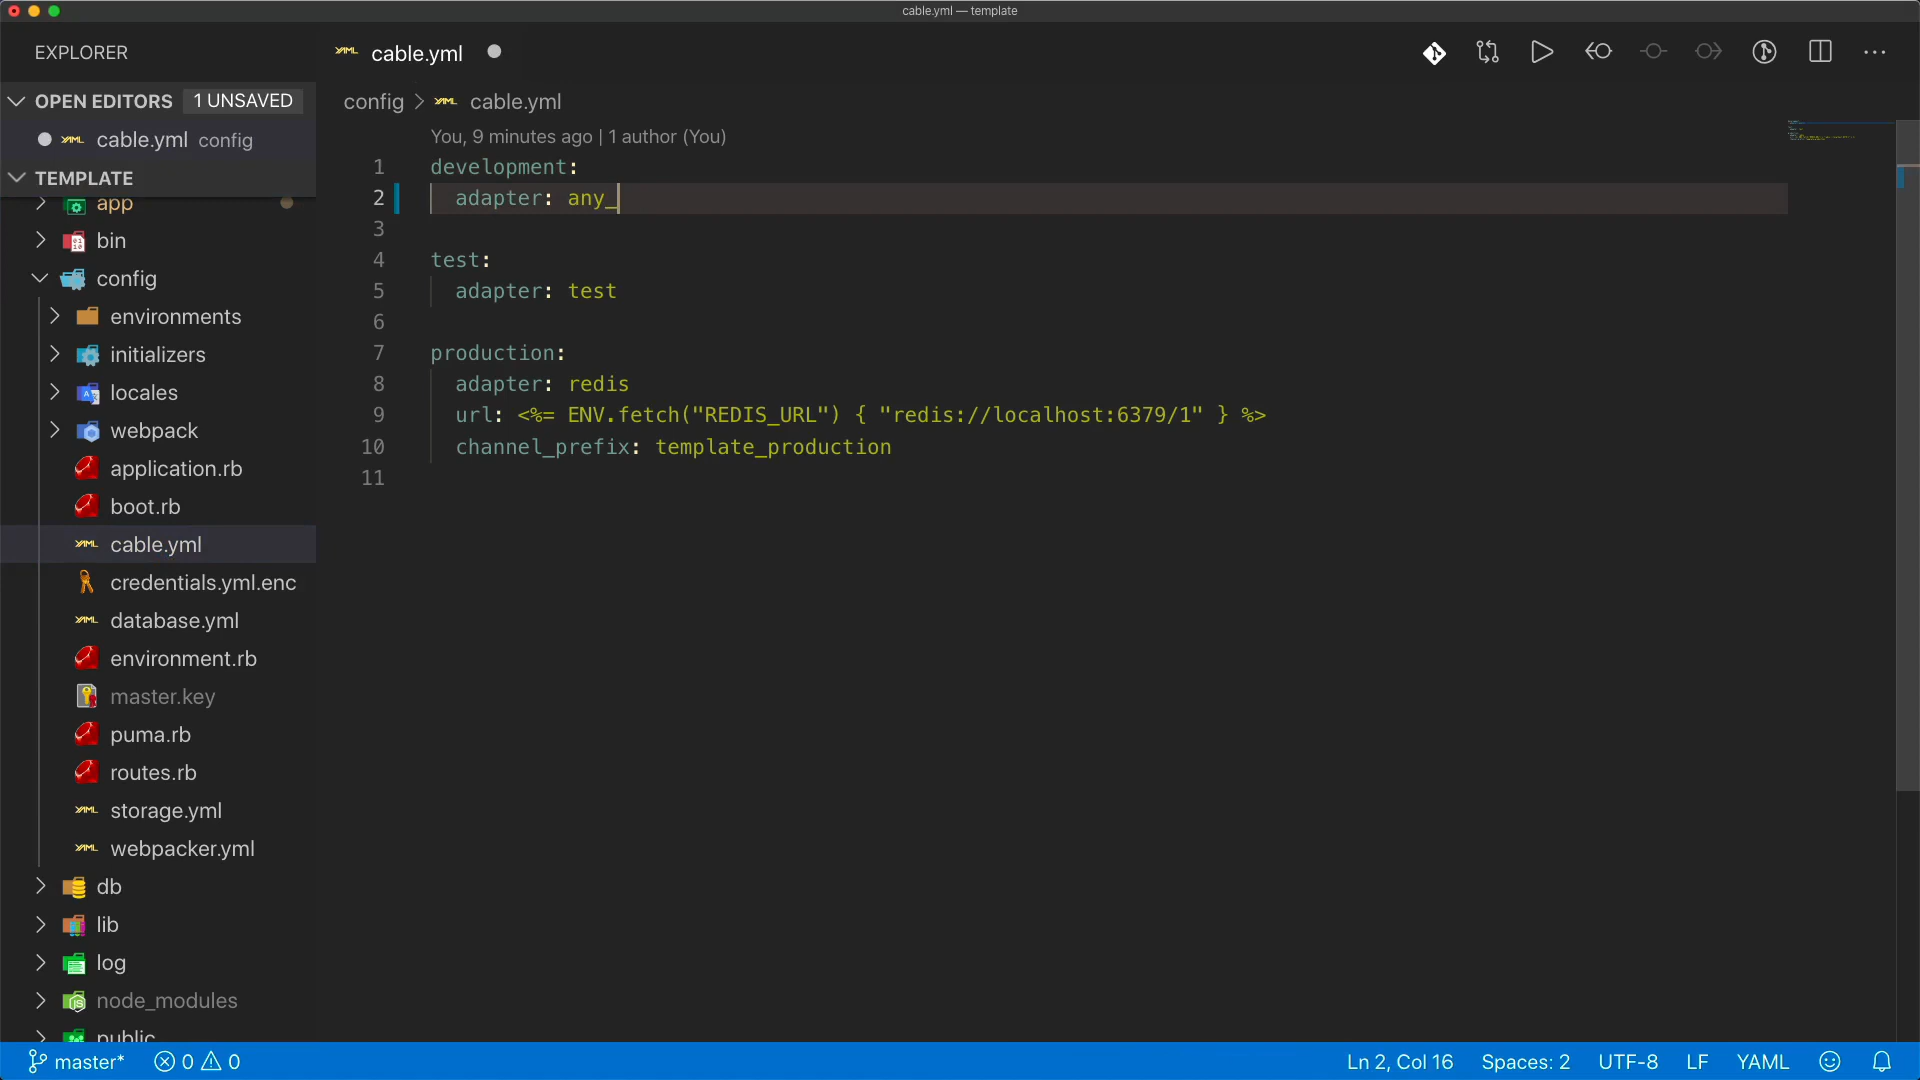 cable.yml — template
EXPLORER
OPEN EDITORS 1 UNSAVED
cable.yml config
TEMPLATE
app
bin
config
environments
initializers
locales
webpack
application.rb
boot.rb
cable.yml
credentials.yml.enc
database.yml
environment.rb
master.key
puma.rb
routes.rb
storage.yml
webpacker.yml
db
lib
log
node_modules
public
cable.yml
config > cable.yml
You, 9 minutes ago | 1 author (You)
1 development:
2   adapter: any_
3
4 test:
5   adapter: test
6
7 production:
8   adapter: redis
9   url: <%= ENV.fetch("REDIS_URL") { "redis://localhost:6379/1" } %>
10   channel_prefix: template_production
11
master* 0 0 Ln 2, Col 16 Spaces: 2 UTF-8 LF YAML